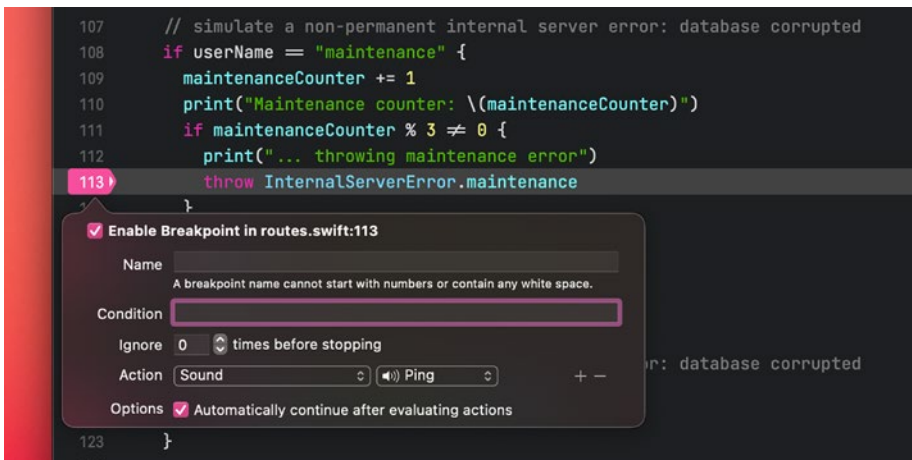 107 // simulate a non-permanent internal server error: database corrupted
108 if userName == "maintenance" {
109 maintenanceCounter += 1
110 print("Maintenance counter: \(maintenanceCounter)")
111 if maintenanceCounter % 3 ≠ 0 {
112 print("... throwing maintenance error")
113 throw InternalServerError.maintenance
}
Enable Breakpoint in routes.swift:113
Name
A breakpoint name cannot start with numbers or contain any white space.
Condition
Ignore 0 times before stopping
: database corrupted
Action Sound Ping + −
Options Automatically continue after evaluating actions
123 }